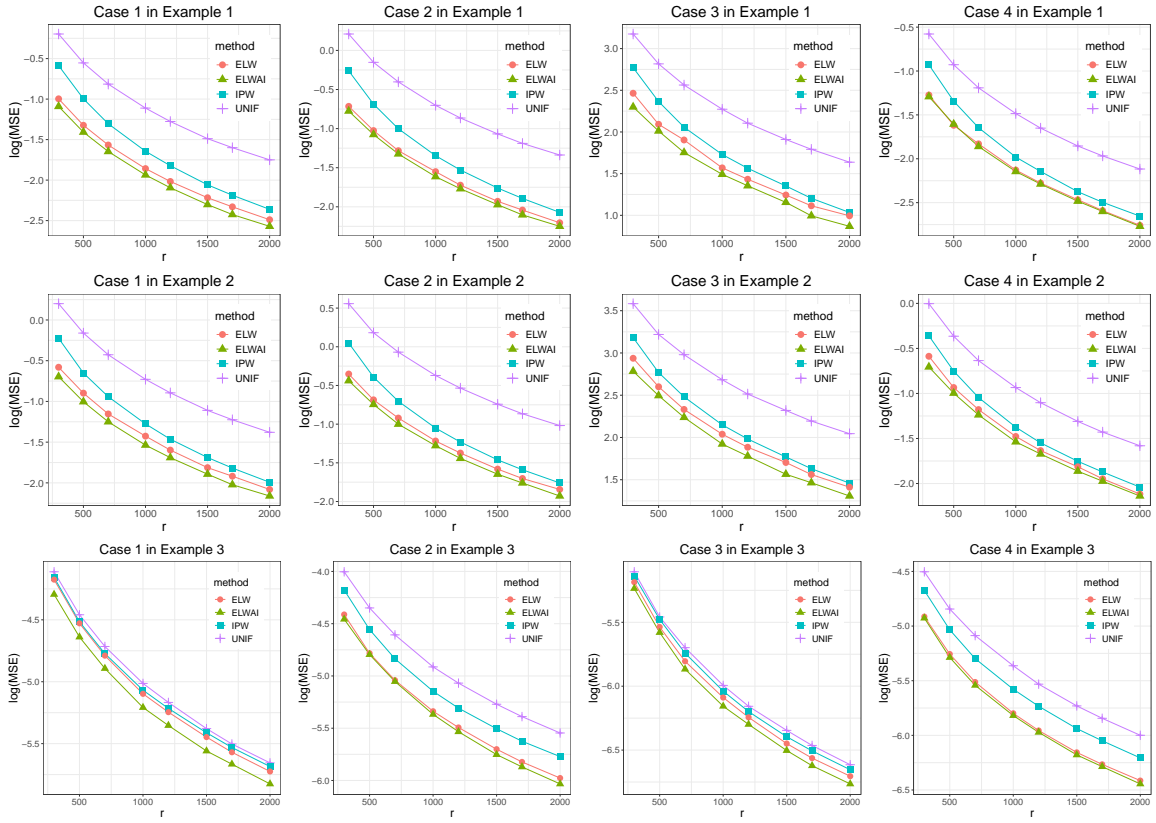 Case 1 in Example 1
log(MSE)
−0.5
−1.0
−1.5
−2.0
−2.5
method
ELW
ELWAI
IPW
UNIF
500 1000 1500 2000
r
Case 2 in Example 1
log(MSE)
0.0
−0.5
−1.0
−1.5
−2.0
method
ELW
ELWAI
IPW
UNIF
500 1000 1500 2000
r
Case 3 in Example 1
log(MSE)
3.0
2.5
2.0
1.5
1.0
method
ELW
ELWAI
IPW
UNIF
500 1000 1500 2000
r
Case 4 in Example 1
log(MSE)
−0.5
−1.0
−1.5
−2.0
−2.5
method
ELW
ELWAI
IPW
UNIF
500 1000 1500 2000
r
Case 1 in Example 2
log(MSE)
0.0
−0.5
−1.0
−1.5
−2.0
method
ELW
ELWAI
IPW
UNIF
500 1000 1500 2000
r
Case 2 in Example 2
log(MSE)
0.5
0.0
−0.5
−1.0
−1.5
−2.0
method
ELW
ELWAI
IPW
UNIF
500 1000 1500 2000
r
Case 3 in Example 2
log(MSE)
3.5
3.0
2.5
2.0
1.5
method
ELW
ELWAI
IPW
UNIF
500 1000 1500 2000
r
Case 4 in Example 2
log(MSE)
0.0
−0.5
−1.0
−1.5
−2.0
method
ELW
ELWAI
IPW
UNIF
500 1000 1500 2000
r
Case 1 in Example 3
log(MSE)
−4.5
−5.0
−5.5
method
ELW
ELWAI
IPW
UNIF
500 1000 1500 2000
r
Case 2 in Example 3
log(MSE)
−4.0
−4.5
−5.0
−5.5
−6.0
method
ELW
ELWAI
IPW
UNIF
500 1000 1500 2000
r
Case 3 in Example 3
log(MSE)
−5.5
−6.0
−6.5
method
ELW
ELWAI
IPW
UNIF
500 1000 1500 2000
r
Case 4 in Example 3
log(MSE)
−4.5
−5.0
−5.5
−6.0
−6.5
method
ELW
ELWAI
IPW
UNIF
500 1000 1500 2000
r